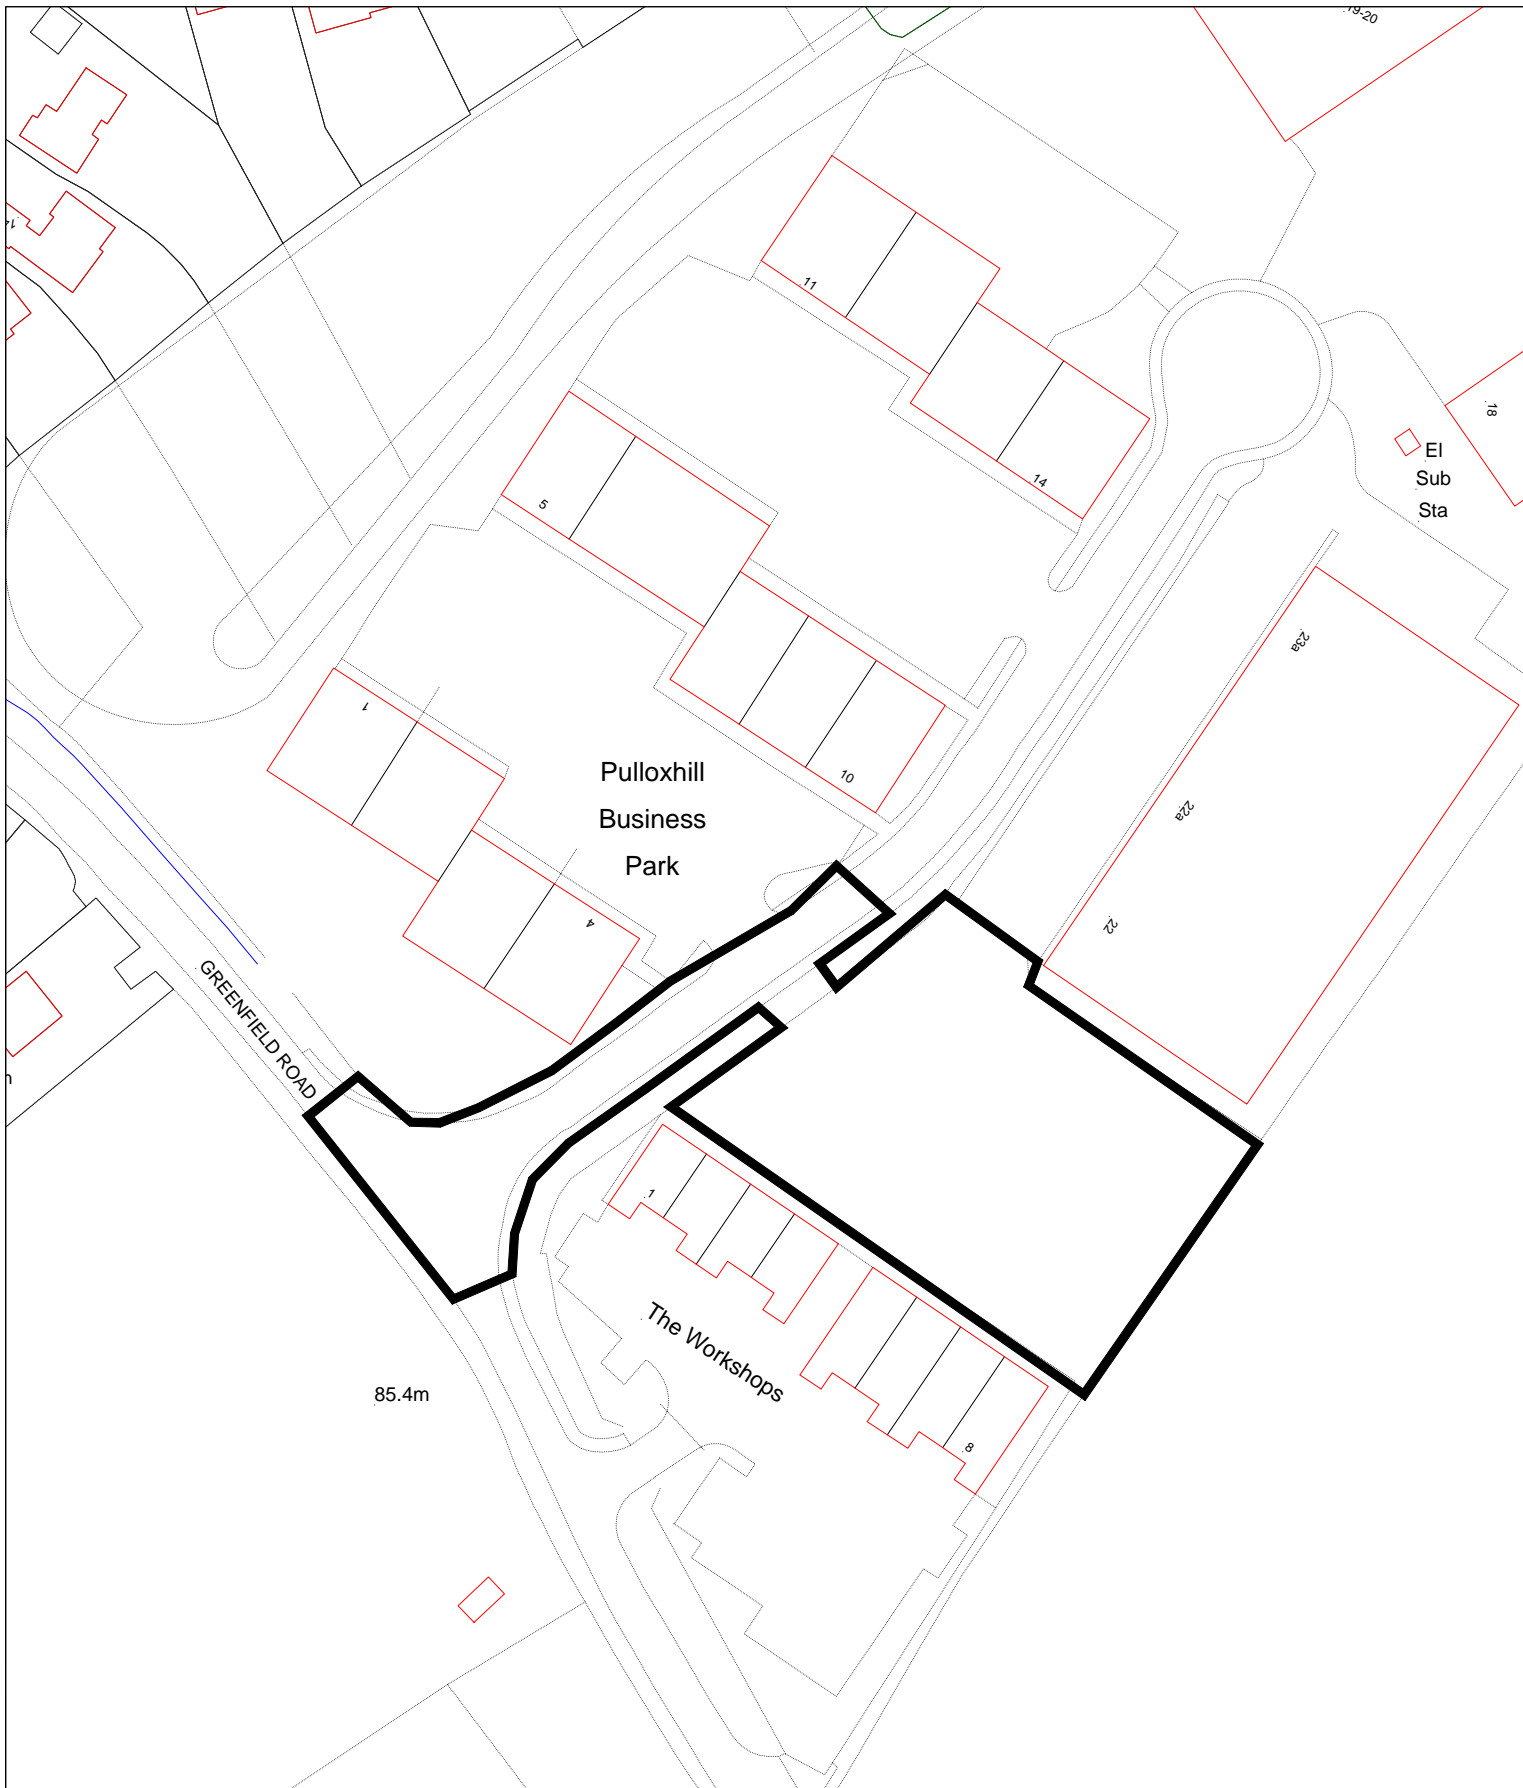 19-20
11
14
18
El
Sub
Sta
5
10
23a
22a
22
1
4
Pulloxhill
Business
Park
GREENFIELD ROAD
1
The Workshops
8
85.4m